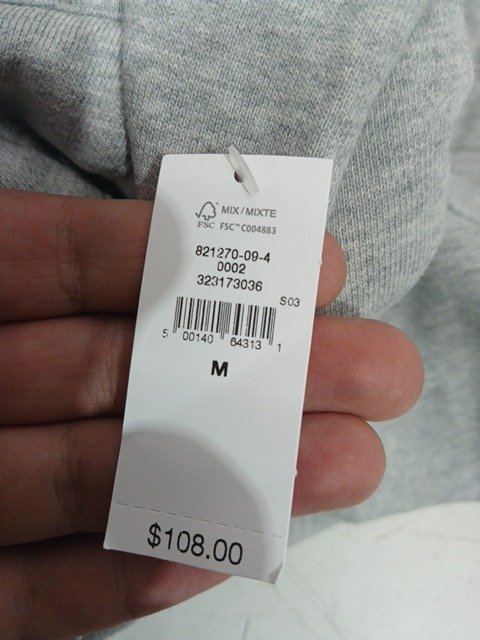 MIX / MIXTE
FSC. FSC™ C004883
821270-09-4
0002
323173036
S03
5 00140 64313 1
M
$108.00